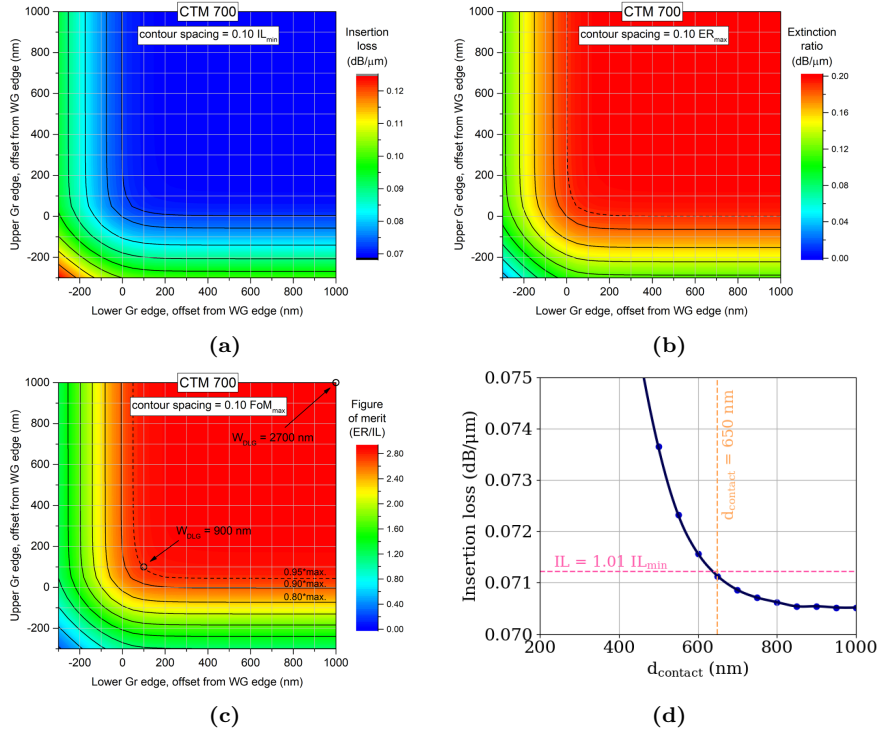 CTM 700
contour spacing = 0.10 ILmin
Insertion
loss
(dB/μm)
1000
800
600
400
200
0
-200
0.12
0.11
0.10
0.09
0.08
0.07
Upper Gr edge, offset from WG edge (nm)
-200 0 200 400 600 800 1000
Lower Gr edge, offset from WG edge (nm)
(a)
CTM 700
contour spacing = 0.10 ERmax
Extinction
ratio
(dB/μm)
1000
800
600
400
200
0
-200
0.20
0.16
0.12
0.08
0.04
0.00
Upper Gr edge, offset from WG edge (nm)
-200 0 200 400 600 800 1000
Lower Gr edge, offset from WG edge (nm)
(b)
CTM 700
contour spacing = 0.10 FoMmax
Figure
of merit
(ER/IL)
WDLG = 2700 nm
WDLG = 900 nm
0.95*max.
0.90*max.
0.80*max.
1000
800
600
400
200
0
-200
2.80
2.40
2.00
1.60
1.20
0.80
0.40
0.00
Upper Gr edge, offset from WG edge (nm)
-200 0 200 400 600 800 1000
Lower Gr edge, offset from WG edge (nm)
(c)
0.075
0.074
0.073
0.072
0.071
0.070
Insertion loss (dB/μm)
dcontact = 650 nm
IL = 1.01 ILmin
200 400 600 800 1000
dcontact (nm)
(d)